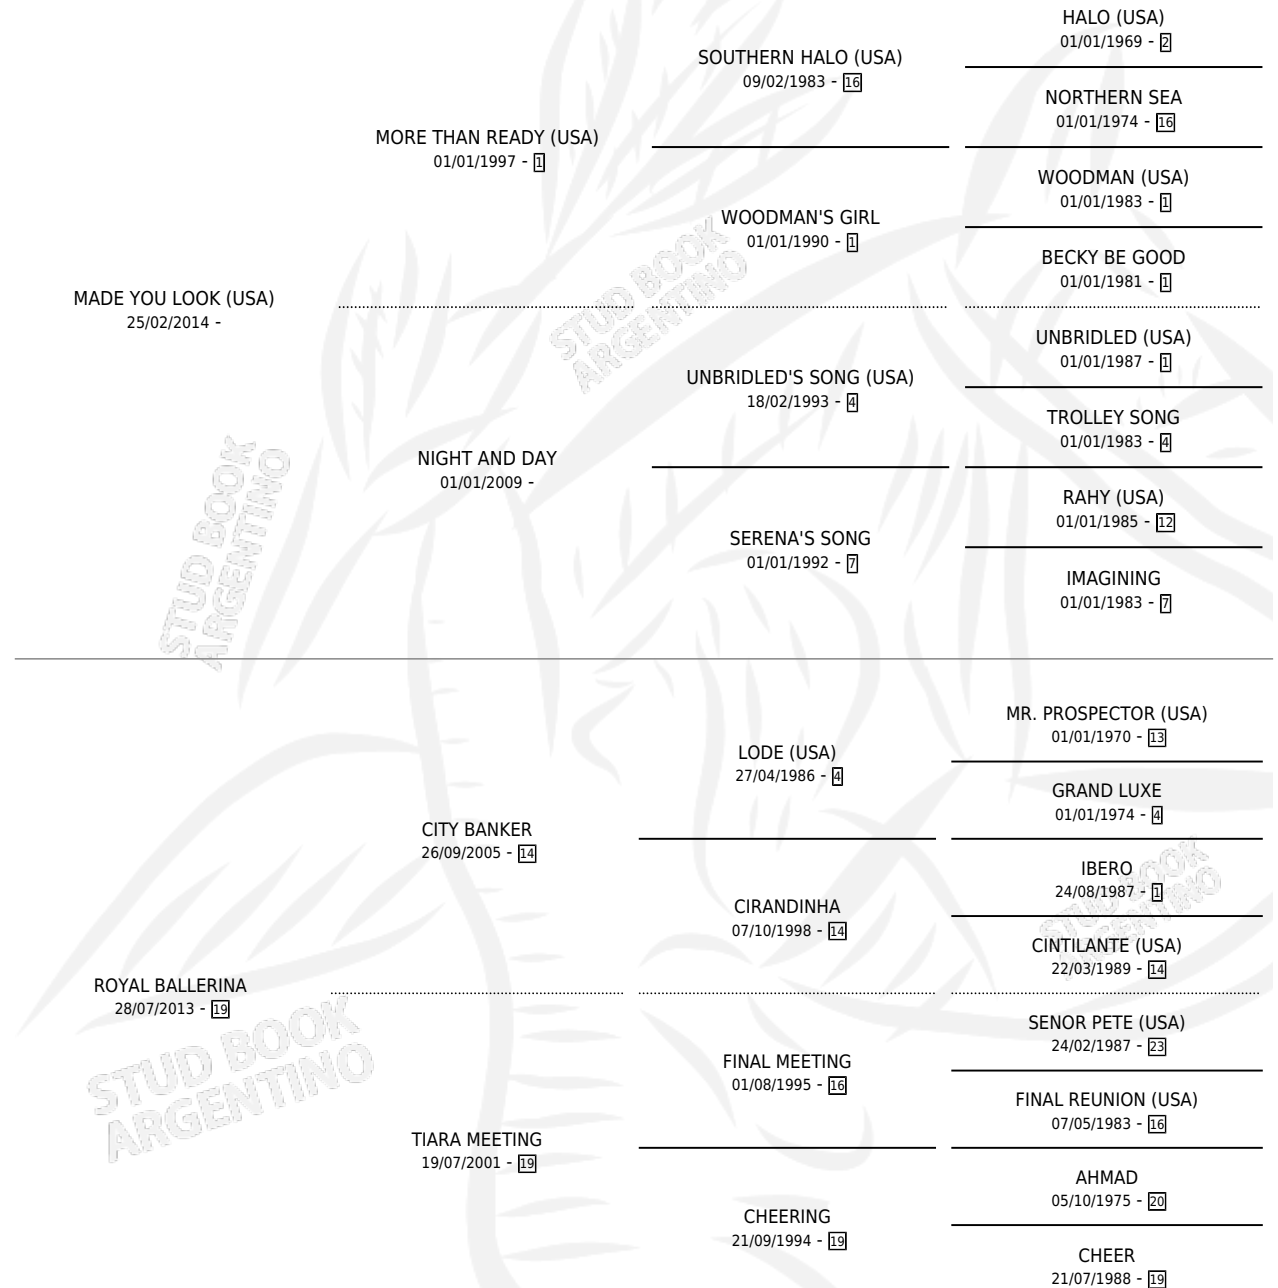 HALO (USA)
01/01/1969 - 2
SOUTHERN HALO (USA)
09/02/1983 - 16
NORTHERN SEA
01/01/1974 - 16
MORE THAN READY (USA)
01/01/1997 - 1
WOODMAN (USA)
01/01/1983 - 1
WOODMAN'S GIRL
01/01/1990 - 1
BECKY BE GOOD
01/01/1981 - 1
MADE YOU LOOK (USA)
25/02/2014 -
UNBRIDLED (USA)
01/01/1987 - 1
UNBRIDLED'S SONG (USA)
18/02/1993 - 4
TROLLEY SONG
01/01/1983 - 4
NIGHT AND DAY
01/01/2009 -
RAHY (USA)
01/01/1985 - 12
SERENA'S SONG
01/01/1992 - 7
IMAGINING
01/01/1983 - 7
MR. PROSPECTOR (USA)
01/01/1970 - 13
LODE (USA)
27/04/1986 - 4
GRAND LUXE
01/01/1974 - 4
CITY BANKER
26/09/2005 - 14
IBERO
24/08/1987 - 1
CIRANDINHA
07/10/1998 - 14
CINTILANTE (USA)
22/03/1989 - 14
ROYAL BALLERINA
28/07/2013 - 19
SENOR PETE (USA)
24/02/1987 - 23
FINAL MEETING
01/08/1995 - 16
FINAL REUNION (USA)
07/05/1983 - 16
TIARA MEETING
19/07/2001 - 19
AHMAD
05/10/1975 - 20
CHEERING
21/09/1994 - 19
CHEER
21/07/1988 - 19
STUD BOOK
ARGENTINO
STUD BOOK
ARGENTINO
STUD BOOK
ARGENTINO
STUD BOOK
ARGENTINO